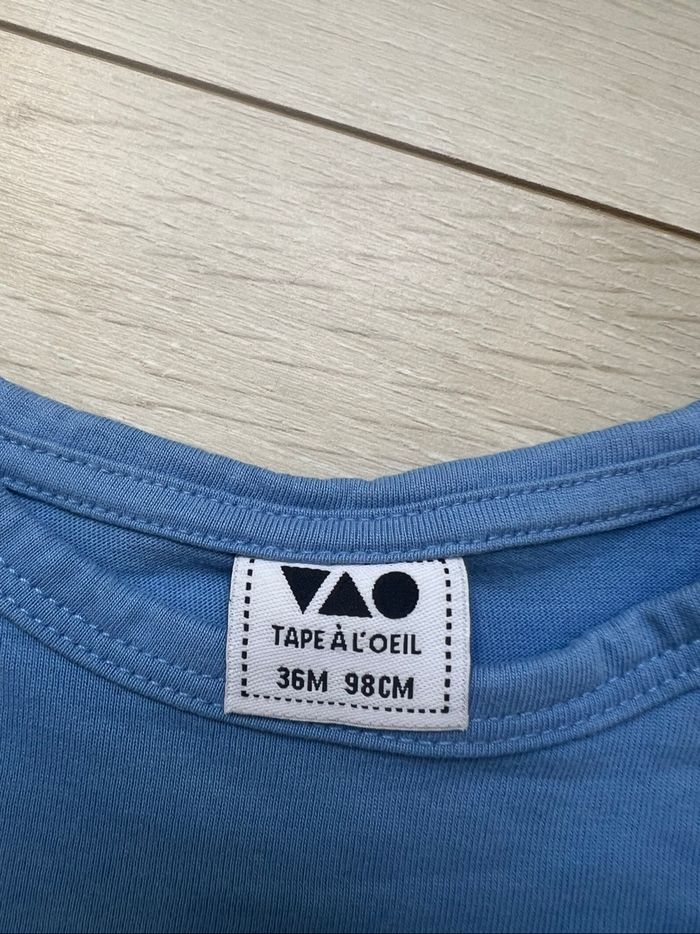 TAPE À L'OEIL
36M 98CM